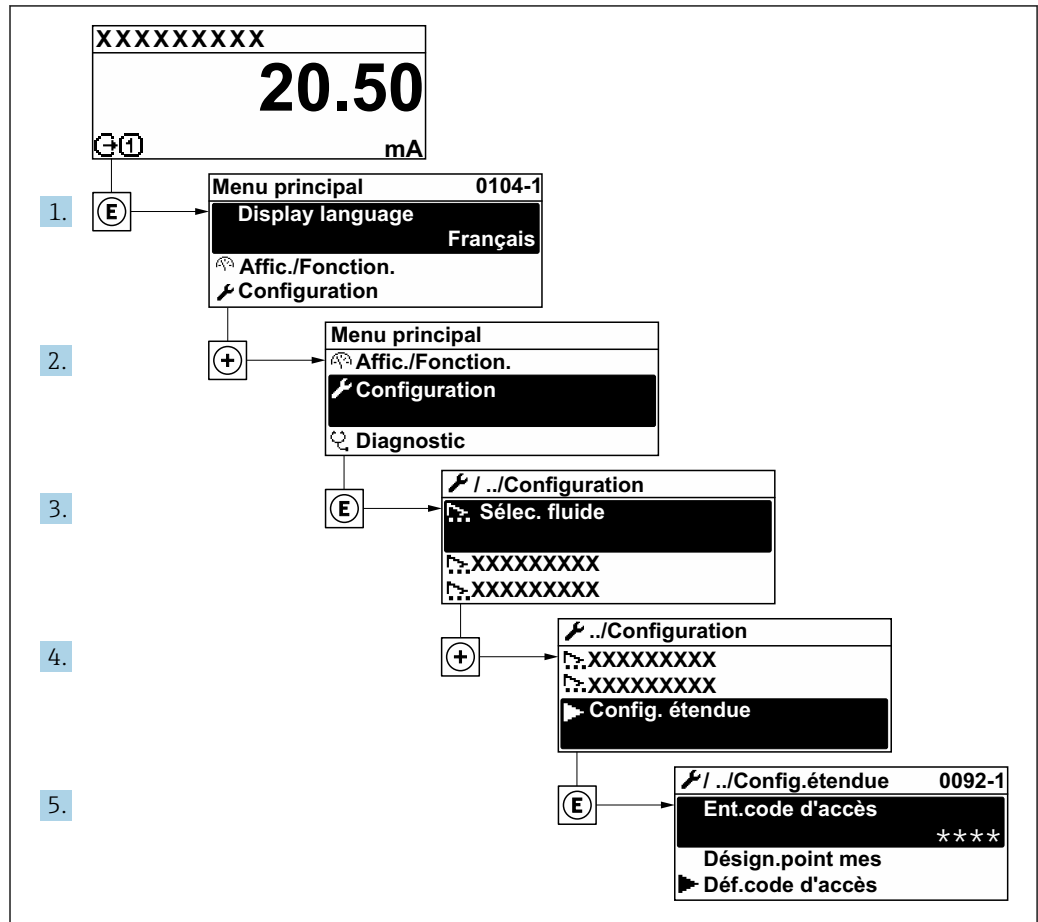 XXXXXXXXX
20.50
1
mA
1.
E
Menu principal 0104-1
Display language
Français
Affic./Fonction.
Configuration
2.
+
Menu principal
Affic./Fonction.
Configuration
Diagnostic
3.
E
/ ../Configuration
Sélec. fluide
XXXXXXXXX
XXXXXXXXX
4.
+
../Configuration
XXXXXXXXX
XXXXXXXXX
Config. étendue
5.
E
/ ../Config.étendue 0092-1
Ent.code d'accès
****
Désign.point mes
Déf.code d'accès